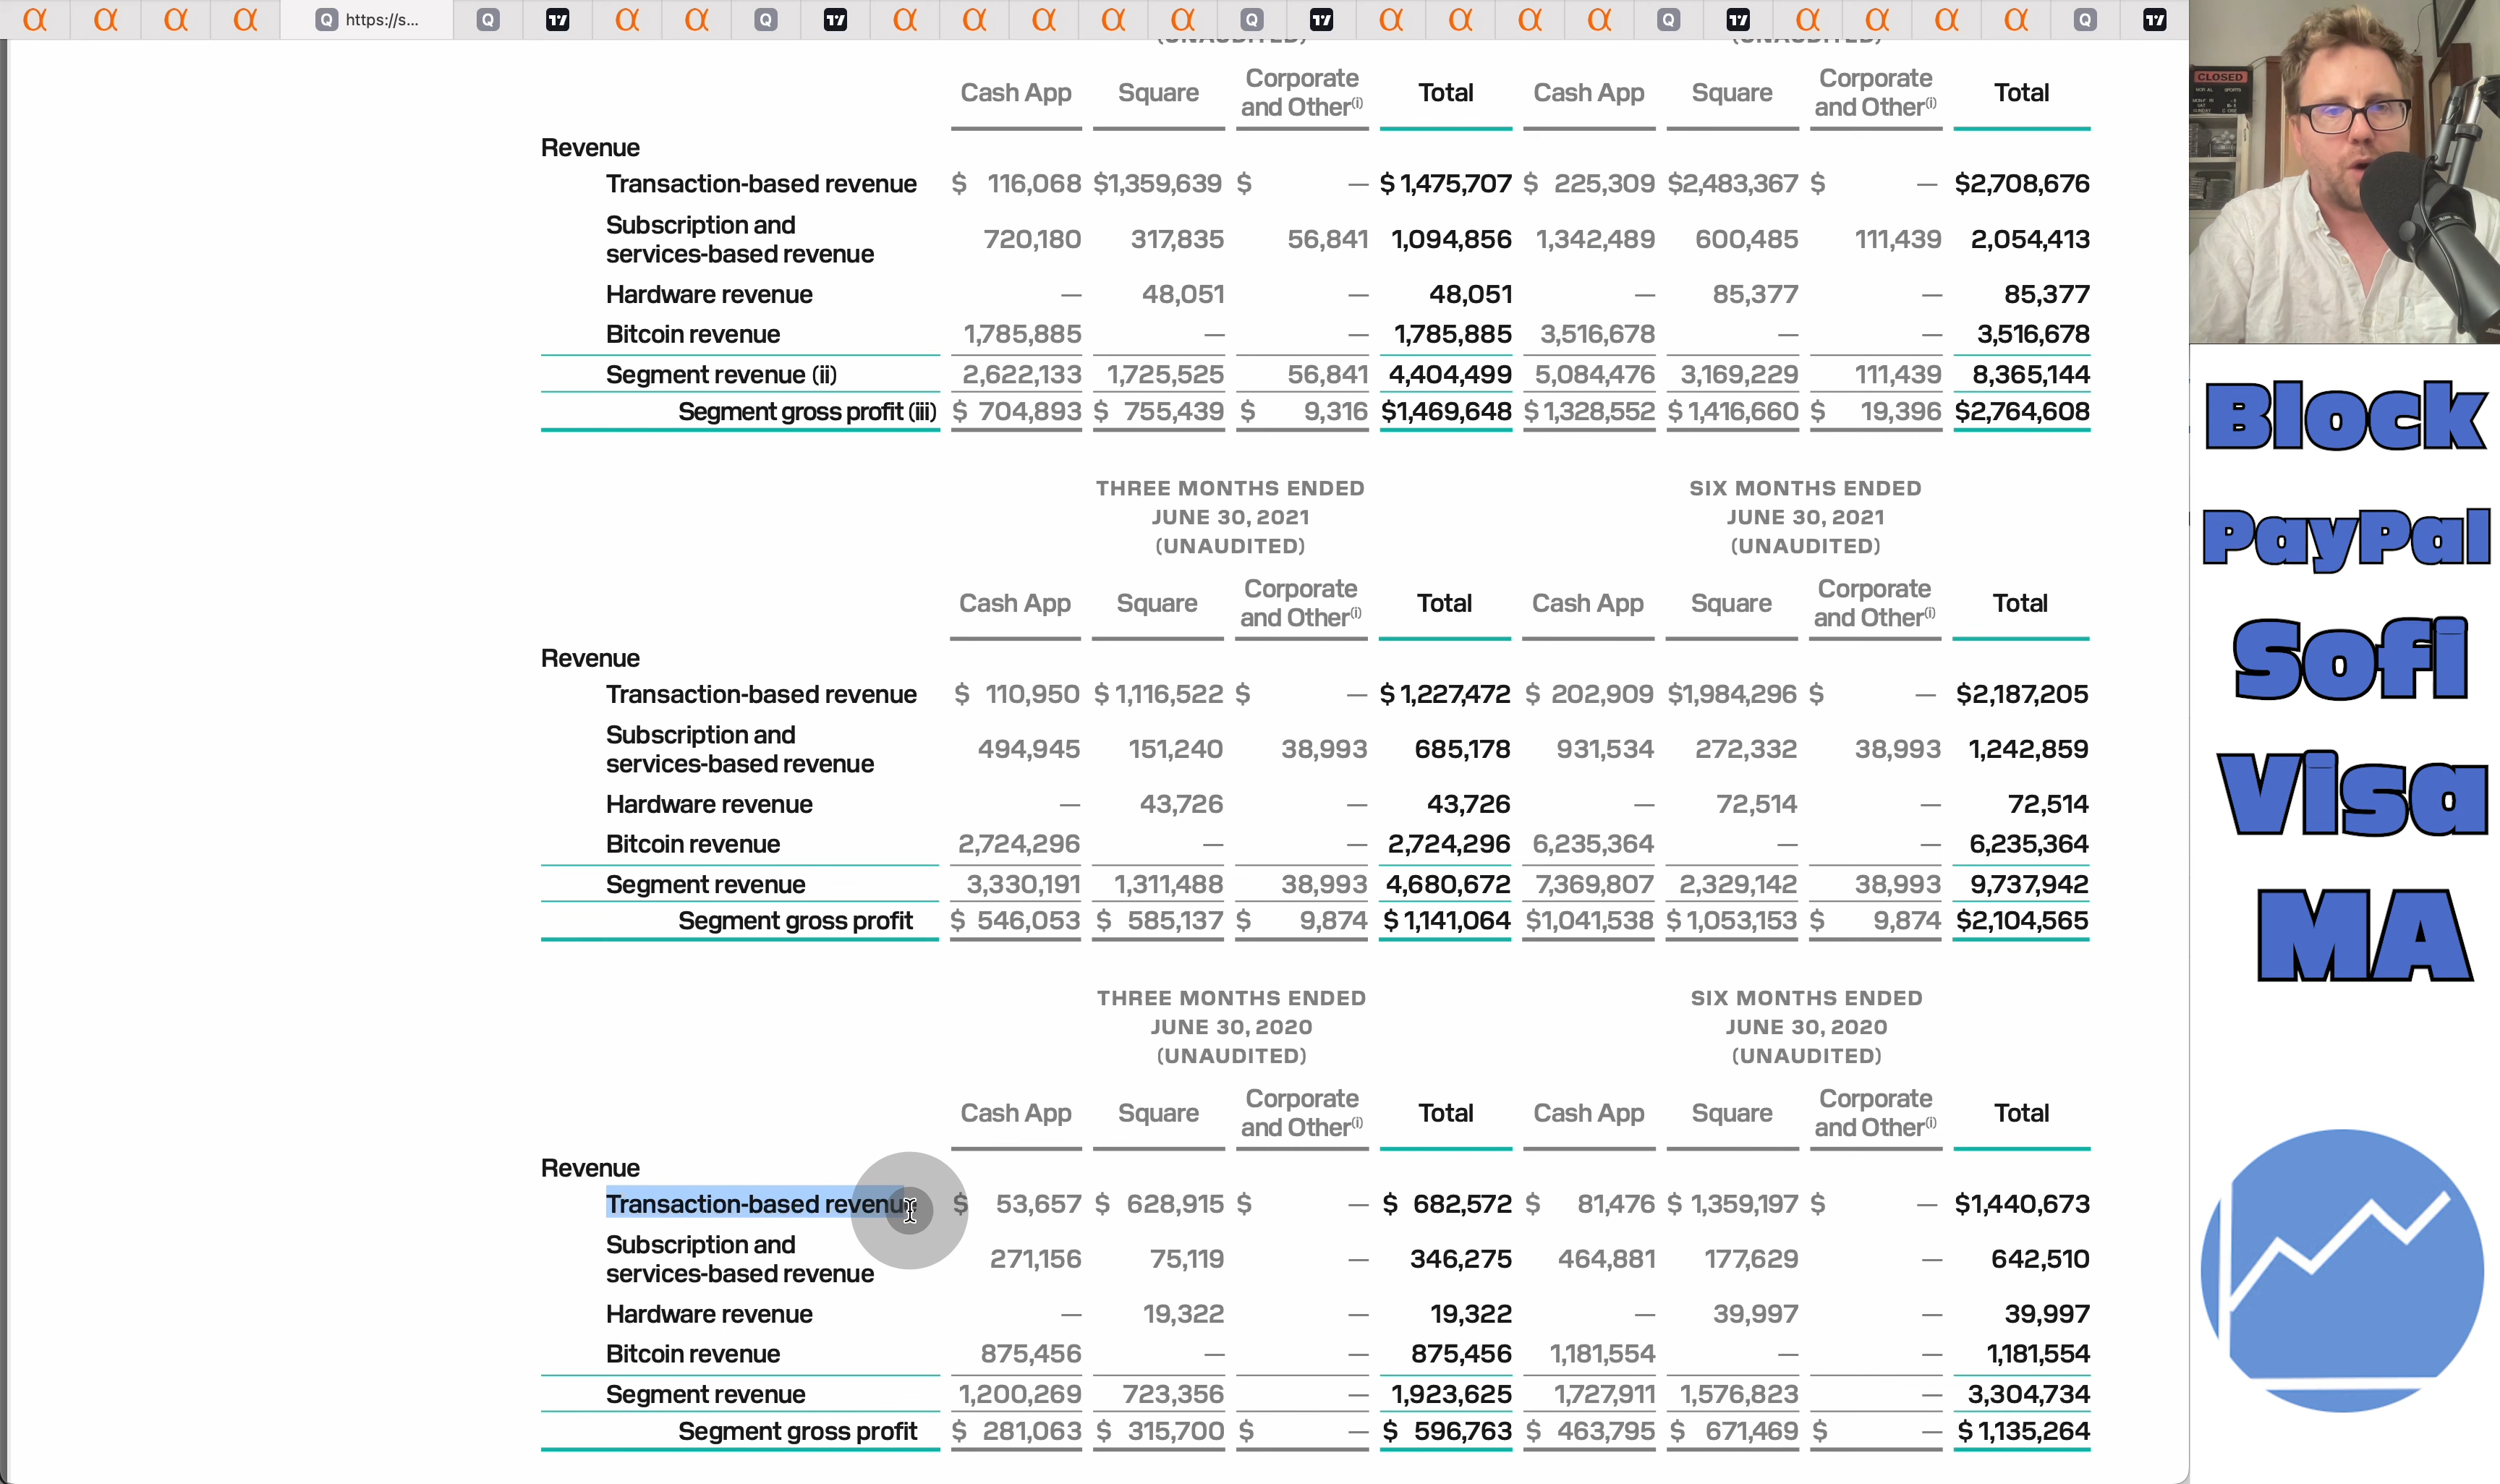 https://s...
(UNAUDITED) (UNAUDITED)
Cash App Square Corporate and Other(i) Total Cash App Square Corporate and Other(i) Total
Revenue
Transaction-based revenue $ 116,068 $1,359,639 $ — $ 1,475,707 $ 225,309 $2,483,367 $ — $2,708,676
Subscription and
services-based revenue 720,180 317,835 56,841 1,094,856 1,342,489 600,485 111,439 2,054,413
Hardware revenue — 48,051 — 48,051 — 85,377 — 85,377
Bitcoin revenue 1,785,885 — — 1,785,885 3,516,678 — — 3,516,678
Segment revenue (ii) 2,622,133 1,725,525 56,841 4,404,499 5,084,476 3,169,229 111,439 8,365,144
Segment gross profit (iii) $ 704,893 $ 755,439 $ 9,316 $1,469,648 $ 1,328,552 $ 1,416,660 $ 19,396 $2,764,608
THREE MONTHS ENDED SIX MONTHS ENDED
JUNE 30, 2021 JUNE 30, 2021
(UNAUDITED) (UNAUDITED)
Cash App Square Corporate and Other(i) Total Cash App Square Corporate and Other(i) Total
Revenue
Transaction-based revenue $ 110,950 $ 1,116,522 $ — $ 1,227,472 $ 202,909 $1,984,296 $ — $2,187,205
Subscription and
services-based revenue 494,945 151,240 38,993 685,178 931,534 272,332 38,993 1,242,859
Hardware revenue — 43,726 — 43,726 — 72,514 — 72,514
Bitcoin revenue 2,724,296 — — 2,724,296 6,235,364 — — 6,235,364
Segment revenue 3,330,191 1,311,488 38,993 4,680,672 7,369,807 2,329,142 38,993 9,737,942
Segment gross profit $ 546,053 $ 585,137 $ 9,874 $ 1,141,064 $1,041,538 $ 1,053,153 $ 9,874 $2,104,565
THREE MONTHS ENDED SIX MONTHS ENDED
JUNE 30, 2020 JUNE 30, 2020
(UNAUDITED) (UNAUDITED)
Cash App Square Corporate and Other(i) Total Cash App Square Corporate and Other(i) Total
Revenue
Transaction-based revenue $ 53,657 $ 628,915 $ — $ 682,572 $ 81,476 $ 1,359,197 $ — $1,440,673
Subscription and
services-based revenue 271,156 75,119 — 346,275 464,881 177,629 — 642,510
Hardware revenue — 19,322 — 19,322 — 39,997 — 39,997
Bitcoin revenue 875,456 — — 875,456 1,181,554 — — 1,181,554
Segment revenue 1,200,269 723,356 — 1,923,625 1,727,911 1,576,823 — 3,304,734
Segment gross profit $ 281,063 $ 315,700 $ — $ 596,763 $ 463,795 $ 671,469 $ — $ 1,135,264
CLOSED
Block
PayPal
Sofi
Visa
MA